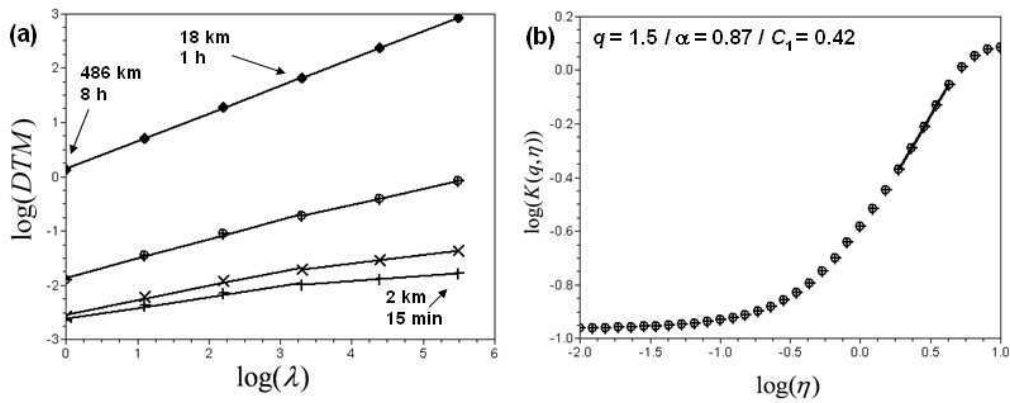 (a)
3
2
1
0
-1
-2
-3
log(DTM)
486 km
8 h
18 km
1 h
2 km
15 min
0 1 2 3 4 5 6
log(λ)
(b)
q = 1.5 / α = 0.87 / C₁ = 0.42
0.2
0.0
-0.2
-0.4
-0.6
-0.8
-1.0
log(K(q,η))
-2.0 -1.5 -1.0 -0.5 0.0 0.5 1.0
log(η)